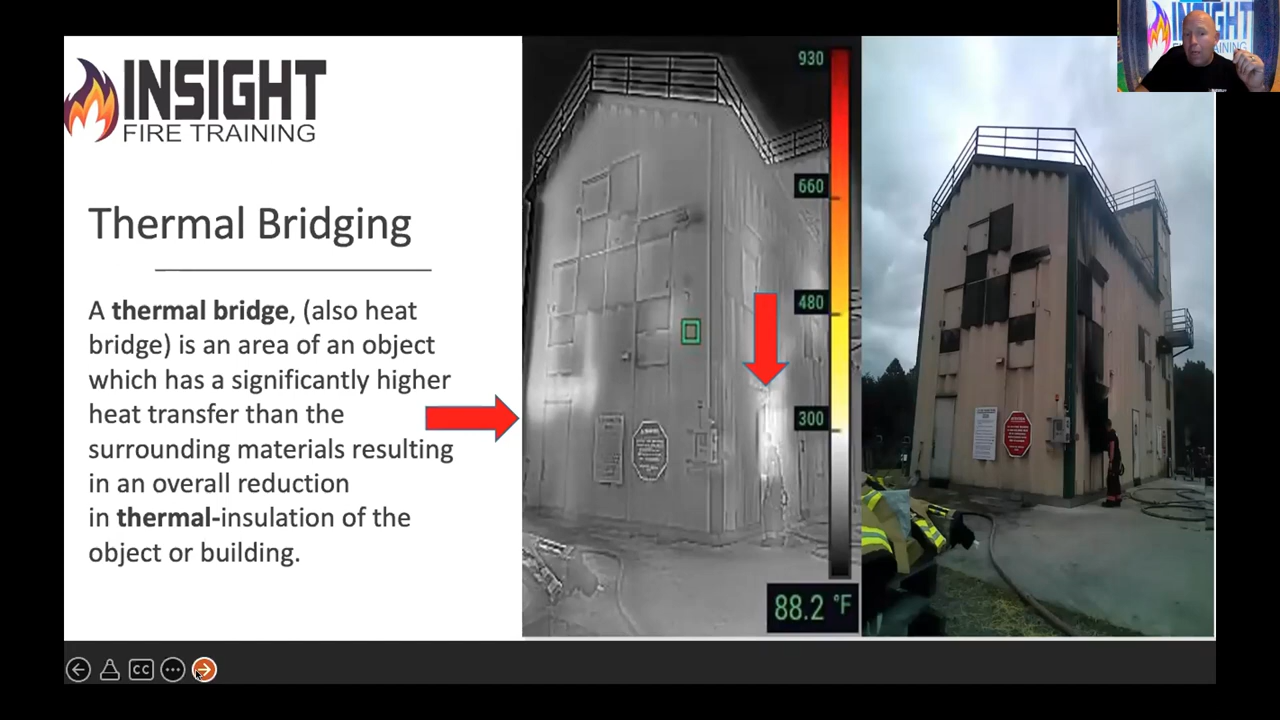 INSIGHT
FIRE TRAINING
Thermal Bridging
A thermal bridge, (also heat
bridge) is an area of an object
which has a significantly higher
heat transfer than the
surrounding materials resulting
in an overall reduction
in thermal-insulation of the
object or building.
930
660
480
300
88.2 °F
INSIGHT
CC